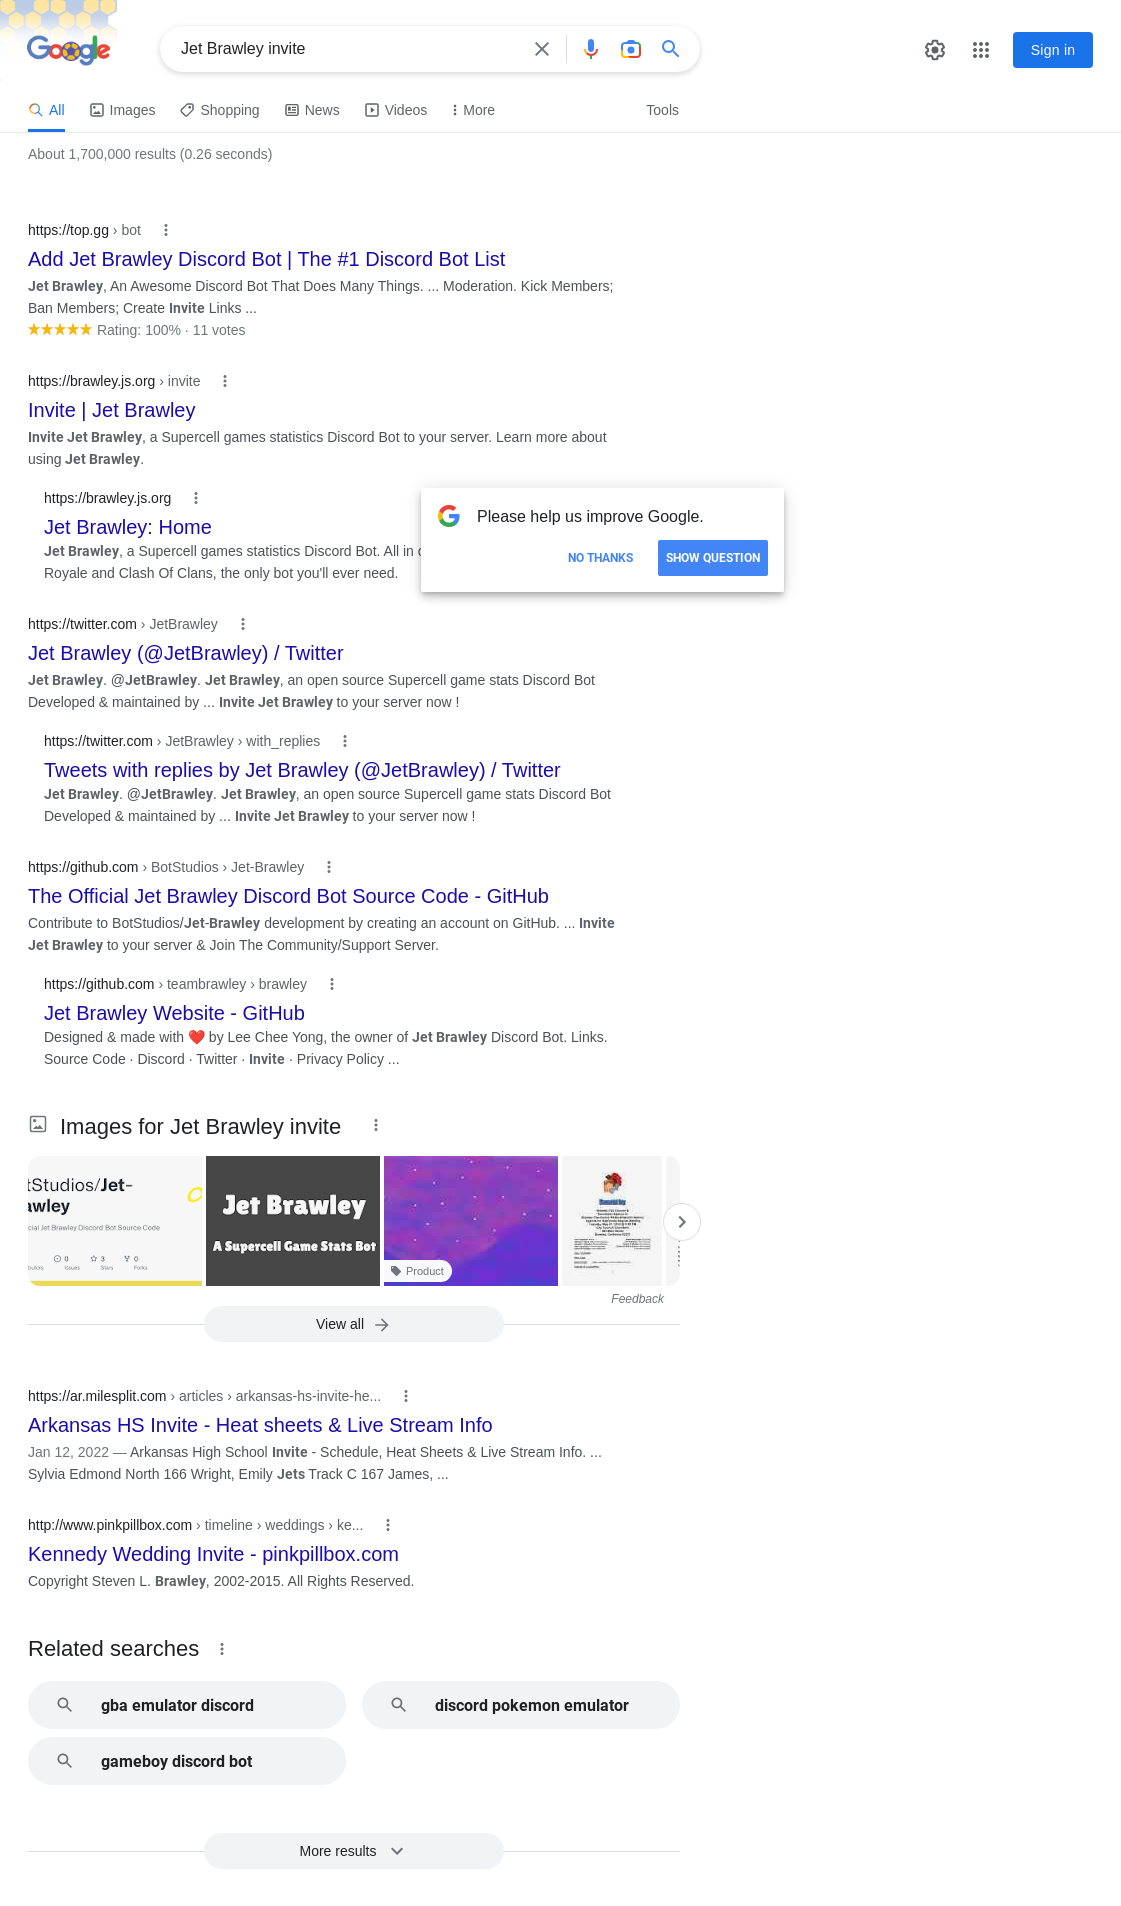 Google
Jet Brawley invite
Sign in
All
Images
Shopping
News
Videos
More
Tools
About 1,700,000 results (0.26 seconds)
https://top.gg › bot
Add Jet Brawley Discord Bot | The #1 Discord Bot List
Jet Brawley, An Awesome Discord Bot That Does Many Things. ... Moderation. Kick Members;
Ban Members; Create Invite Links ...
Rating: 100% · 11 votes
https://brawley.js.org › invite
Invite | Jet Brawley
Invite Jet Brawley, a Supercell games statistics Discord Bot to your server. Learn more about
using Jet Brawley.
https://brawley.js.org
Jet Brawley: Home
Jet Brawley, a Supercell games statistics Discord Bot. All in
Royale and Clash Of Clans, the only bot you'll ever need.
Please help us improve Google.
NO THANKS
SHOW QUESTION
https://twitter.com › JetBrawley
Jet Brawley (@JetBrawley) / Twitter
Jet Brawley. @JetBrawley. Jet Brawley, an open source Supercell game stats Discord Bot
Developed & maintained by ... Invite Jet Brawley to your server now !
https://twitter.com › JetBrawley › with_replies
Tweets with replies by Jet Brawley (@JetBrawley) / Twitter
Jet Brawley. @JetBrawley. Jet Brawley, an open source Supercell game stats Discord Bot
Developed & maintained by ... Invite Jet Brawley to your server now !
https://github.com › BotStudios › Jet-Brawley
The Official Jet Brawley Discord Bot Source Code - GitHub
Contribute to BotStudios/Jet-Brawley development by creating an account on GitHub. ... Invite
Jet Brawley to your server & Join The Community/Support Server.
https://github.com › teambrawley › brawley
Jet Brawley Website - GitHub
Designed & made with ❤️ by Lee Chee Yong, the owner of Jet Brawley Discord Bot. Links.
Source Code · Discord · Twitter · Invite · Privacy Policy ...
Images for Jet Brawley invite
tStudios/Jet-
awley
cial Jet Brawley Discord Bot Source Code
0
3
0
butors
Issues
Stars
Forks
Jet Brawley
A Supercell Game Stats Bot
Product
Feedback
View all
https://ar.milesplit.com › articles › arkansas-hs-invite-he...
Arkansas HS Invite - Heat sheets & Live Stream Info
Jan 12, 2022 — Arkansas High School Invite - Schedule, Heat Sheets & Live Stream Info. ...
Sylvia Edmond North 166 Wright, Emily Jets Track C 167 James, ...
http://www.pinkpillbox.com › timeline › weddings › ke...
Kennedy Wedding Invite - pinkpillbox.com
Copyright Steven L. Brawley, 2002-2015. All Rights Reserved.
Related searches
gba emulator discord
discord pokemon emulator
gameboy discord bot
More results